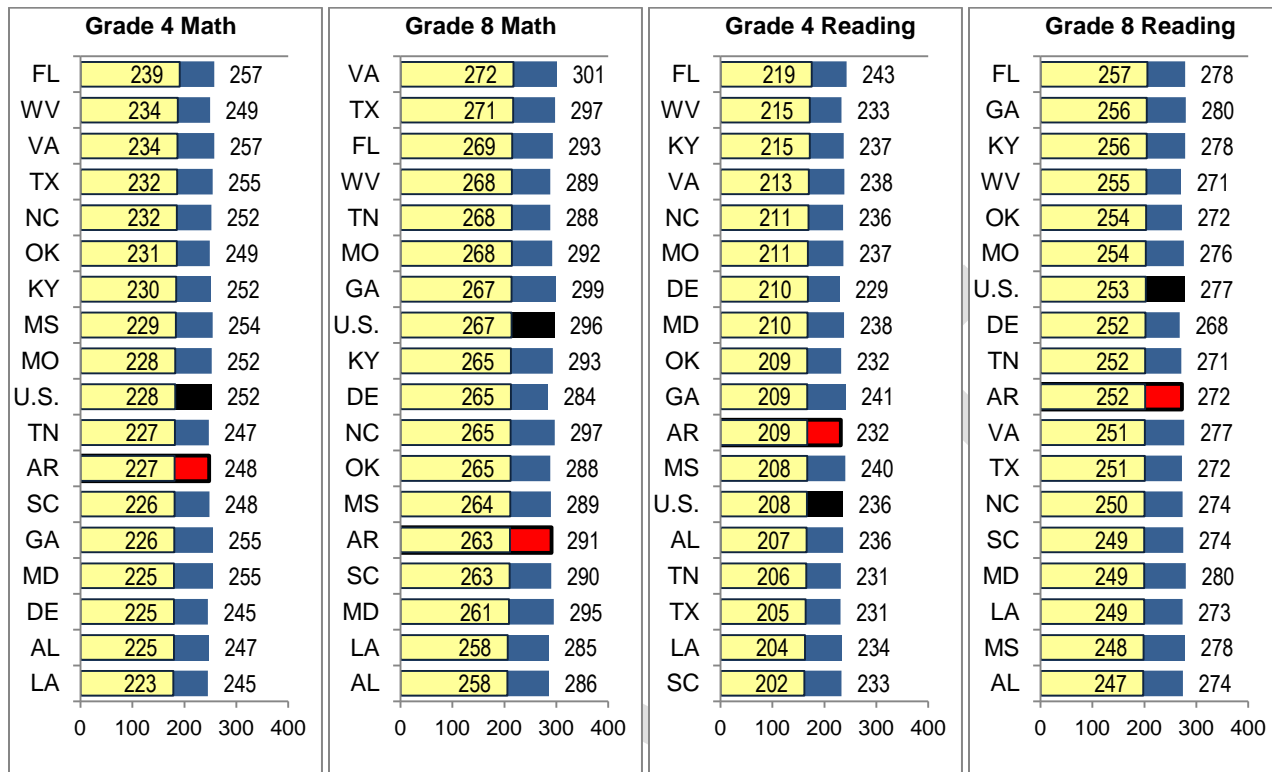 Grade 4 Math
FL 239 257
WV 234 249
VA 234 257
TX 232 255
NC 232 252
OK 231 249
KY 230 252
MS 229 254
MO 228 252
U.S. 228 252
TN 227 247
AR 227 248
SC 226 248
GA 226 255
MD 225 255
DE 225 245
AL 225 247
LA 223 245
0 100 200 300 400
Grade 8 Math
VA 272 301
TX 271 297
FL 269 293
WV 268 289
TN 268 288
MO 268 292
GA 267 299
U.S. 267 296
KY 265 293
DE 265 284
NC 265 297
OK 265 288
MS 264 289
AR 263 291
SC 263 290
MD 261 295
LA 258 285
AL 258 286
0 100 200 300 400
Grade 4 Reading
FL 219 243
WV 215 233
KY 215 237
VA 213 238
NC 211 236
MO 211 237
DE 210 229
MD 210 238
OK 209 232
GA 209 241
AR 209 232
MS 208 240
U.S. 208 236
AL 207 236
TN 206 231
TX 205 231
LA 204 234
SC 202 233
0 100 200 300 400
Grade 8 Reading
FL 257 278
GA 256 280
KY 256 278
WV 255 271
OK 254 272
MO 254 276
U.S. 253 277
DE 252 268
TN 252 271
AR 252 272
VA 251 277
TX 251 272
NC 250 274
SC 249 274
MD 249 280
LA 249 273
MS 248 278
AL 247 274
0 100 200 300 400